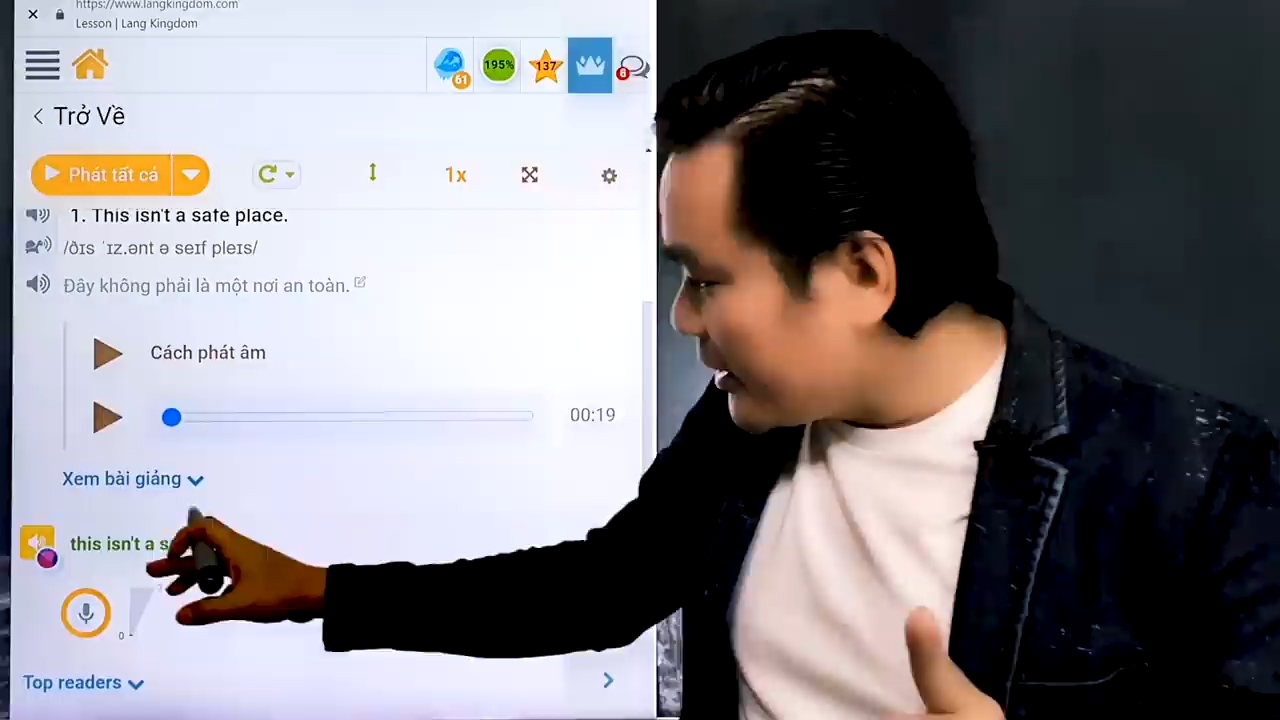 https://www.langkingdom.com
Lesson | Lang Kingdom
61
195%
137
6
Trở Về
Phát tất cả
1x
1. This isn't a safe place.
/ðɪs ˈɪz.ənt ə seɪf pleɪs/
Đây không phải là một nơi an toàn.
Cách phát âm
00:19
Xem bài giảng
this isn't a
0
Top readers